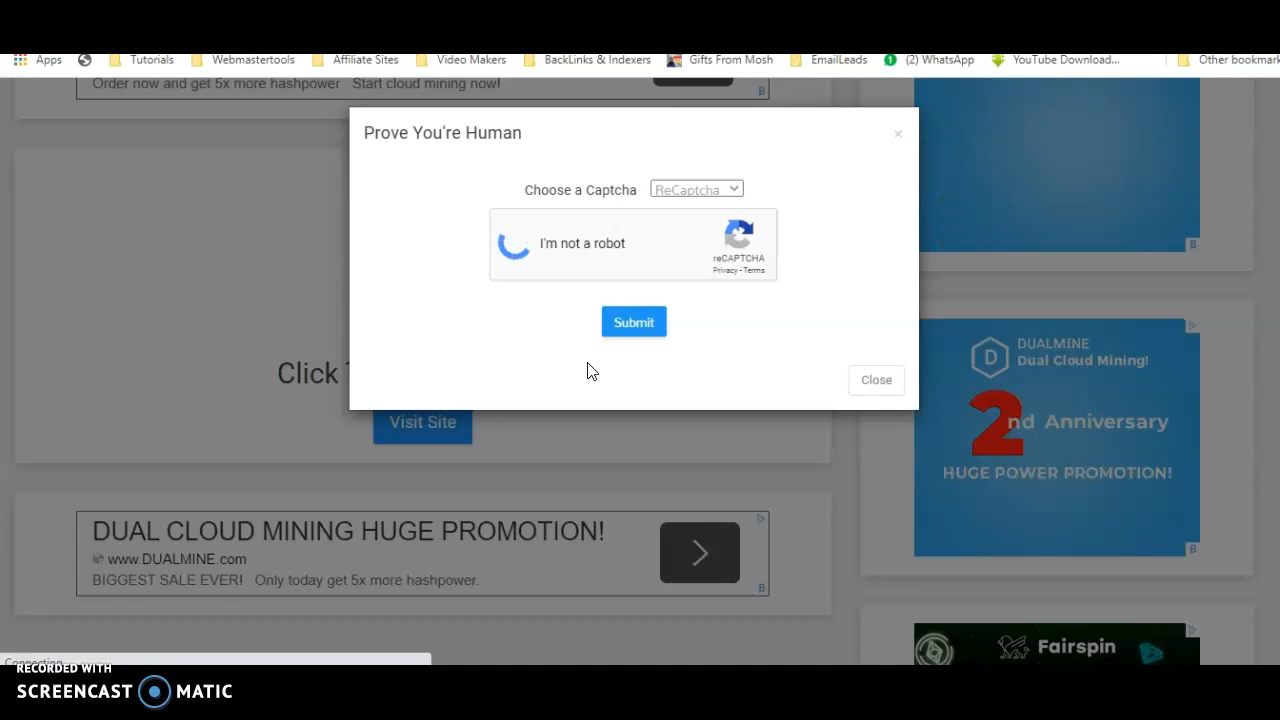 Apps Tutorials Webmastertools Affiliate Sites Video Makers BackLinks & Indexers Gifts From Mosh EmailLeads (2) WhatsApp YouTube Download... Other bookmark
Order now and get 5x more hashpower Start cloud mining now!
Prove You're Human
×
Choose a Captcha ReCaptcha
I'm not a robot
reCAPTCHA
Privacy - Terms
Submit
Close
Click
Visit Site
DUALMINE
Dual Cloud Mining!
2nd Anniversary
HUGE POWER PROMOTION!
DUAL CLOUD MINING HUGE PROMOTION!
www.DUALMINE.com
BIGGEST SALE EVER! Only today get 5x more hashpower.
Fairspin
RECORDED WITH
SCREENCAST MATIC